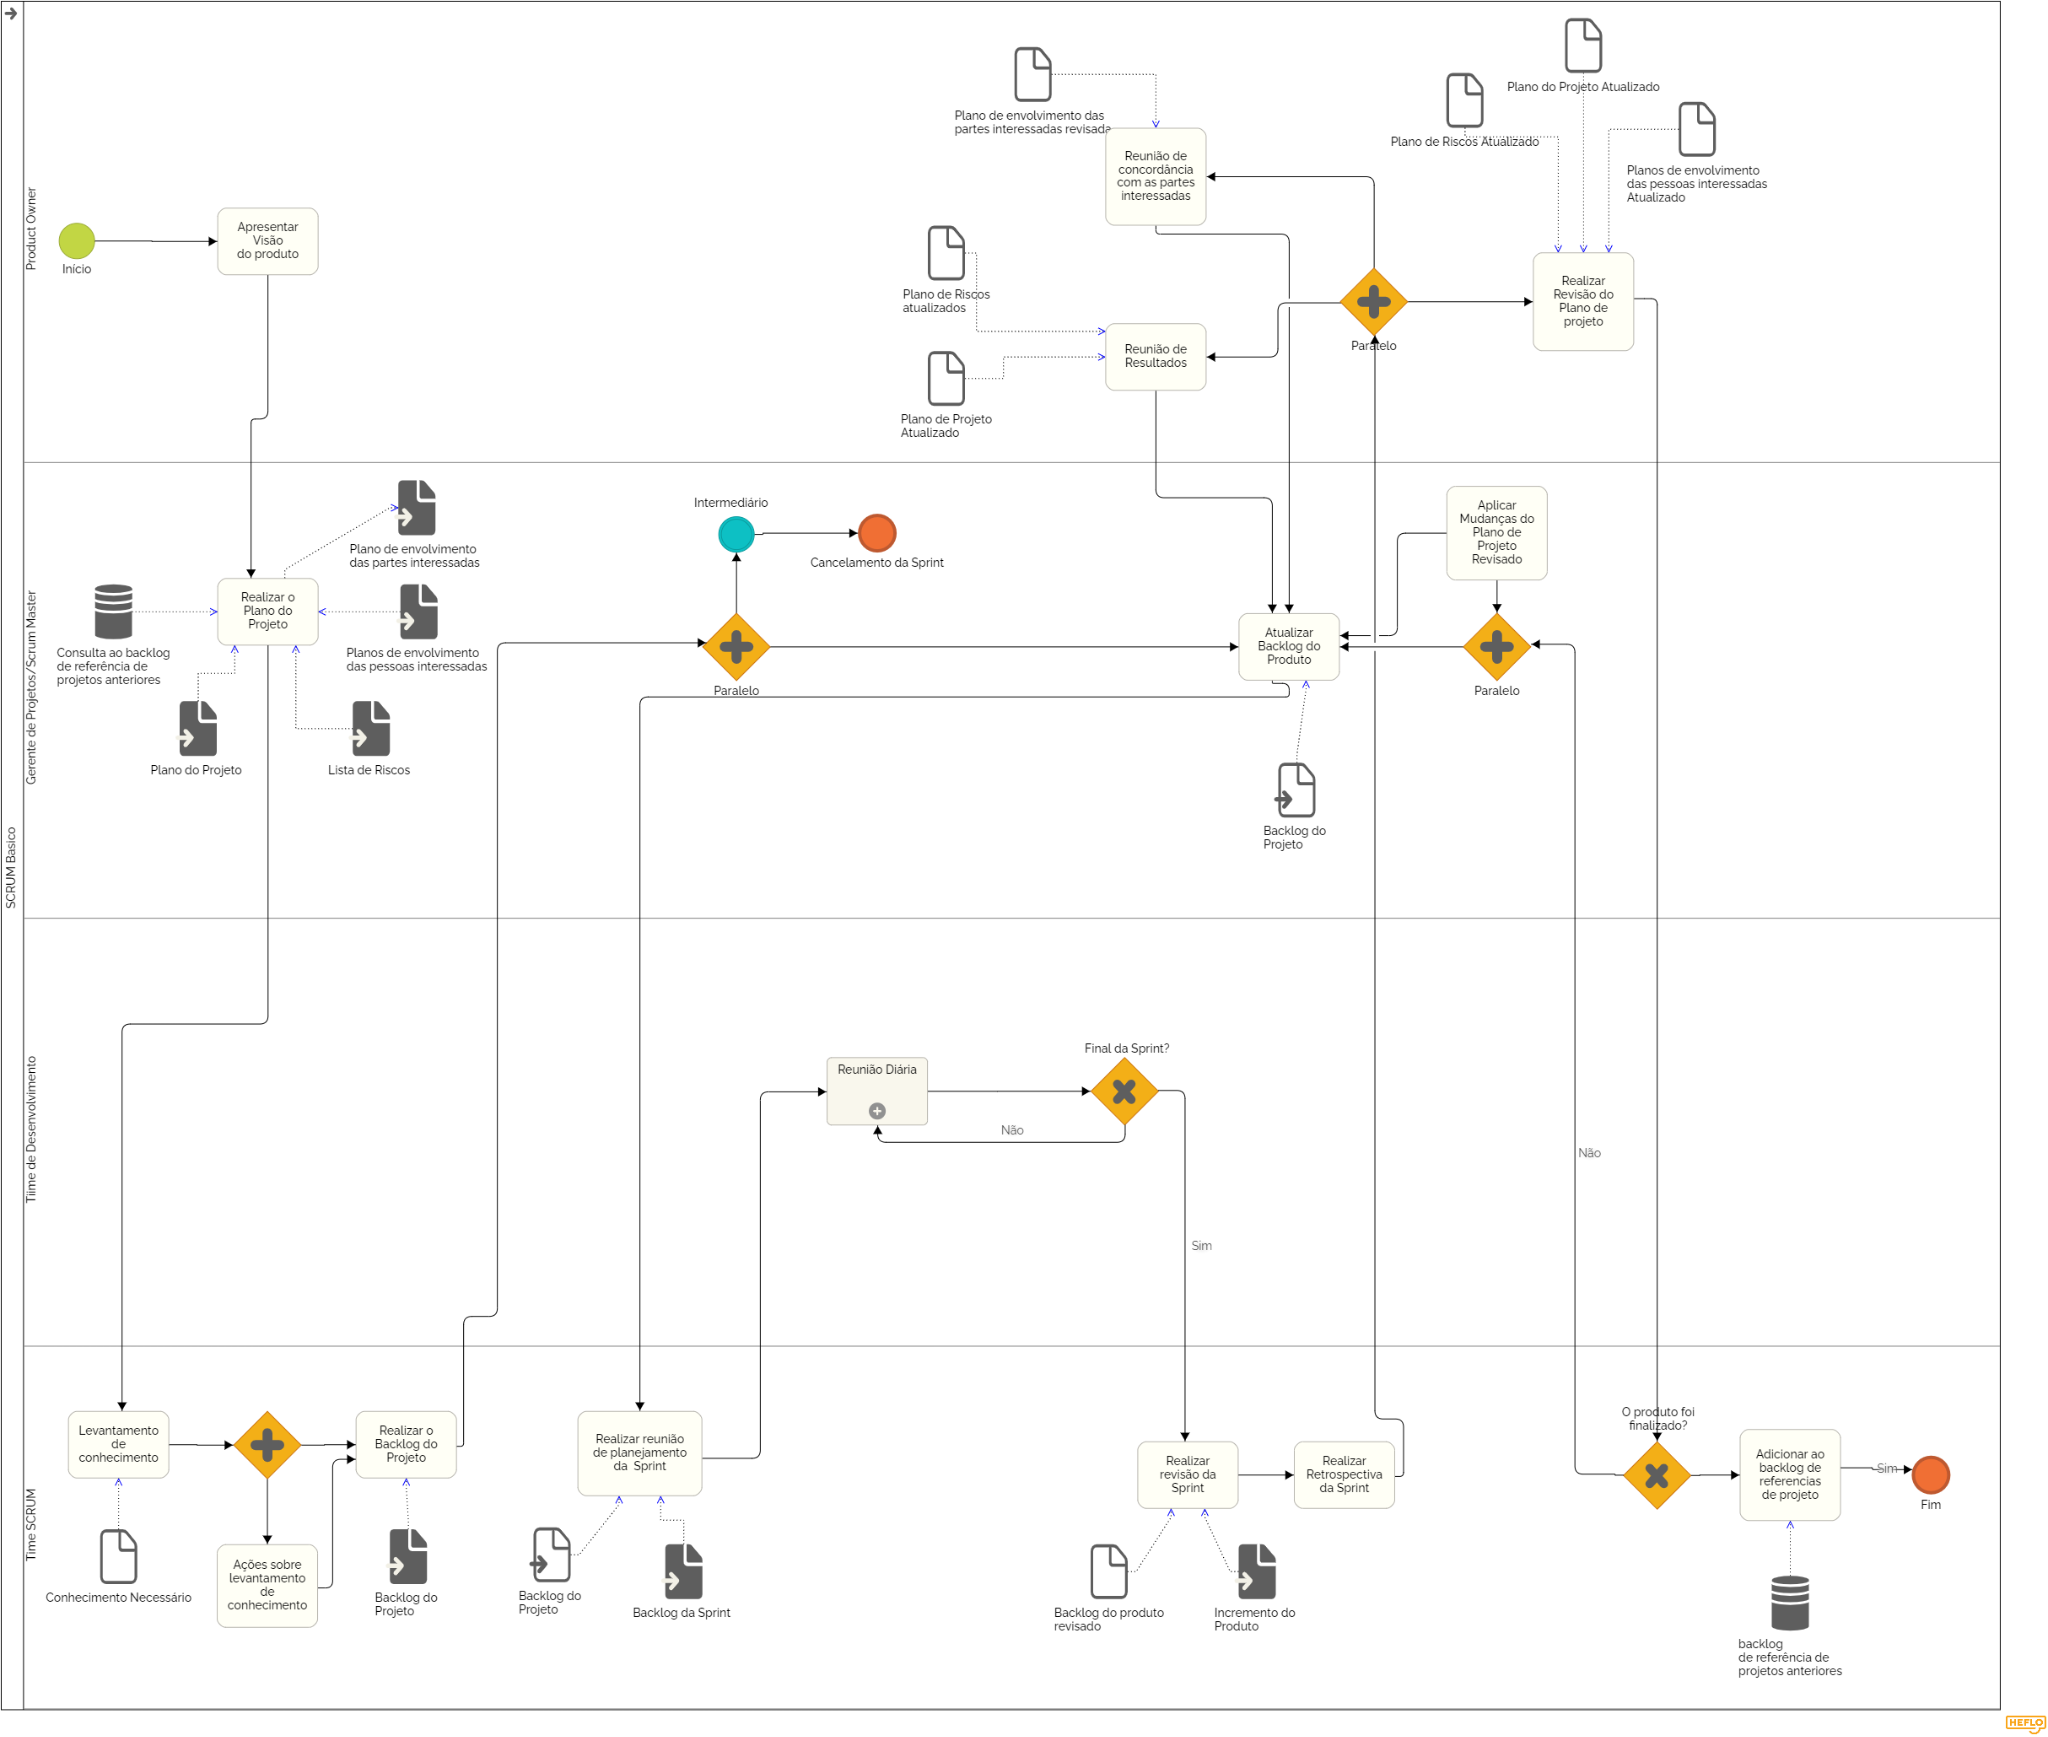 SCRUM Basico
Product Owner
Início
Apresentar
Visão
do produto
Plano de envolvimento das
partes interessadas revisada
Reunião de
concordância
com as partes
interessadas
Plano de Riscos
atualizados
Plano de Projeto
Atualizado
Reunião de
Resultados
Paralelo
Plano do Projeto Atualizado
Plano de Riscos Atualizado
Planos de envolvimento
das pessoas interessadas
Atualizado
Realizar
Revisão do
Plano de
projeto
Gerente de Projetos/Scrum Master
Plano de envolvimento
das partes interessadas
Realizar o
Plano do
Projeto
Consulta ao backlog
de referência de
projetos anteriores
Planos de envolvimento
das pessoas interessadas
Plano do Projeto
Lista de Riscos
Intermediário
Cancelamento da Sprint
Paralelo
Atualizar
Backlog do
Produto
Aplicar
Mudanças do
Plano de
Projeto
Revisado
Paralelo
Backlog do
Projeto
Tiime de Desenvolvimento
Reunião Diária
Final da Sprint?
Não
Sim
Não
Time SCRUM
Levantamento
de
conhecimento
Conhecimento Necessário
Ações sobre
levantamento
de
conhecimento
Realizar o
Backlog do
Projeto
Backlog do
Projeto
Realizar reunião
de planejamento
da Sprint
Backlog do
Projeto
Backlog da Sprint
Realizar
revisão da
Sprint
Backlog do produto
revisado
Incremento do
Produto
Realizar
Retrospectiva
da Sprint
O produto foi
finalizado?
Adicionar ao
backlog de
referencias
de projeto
Sim
Fim
backlog
de referência de
projetos anteriores
HEFLO